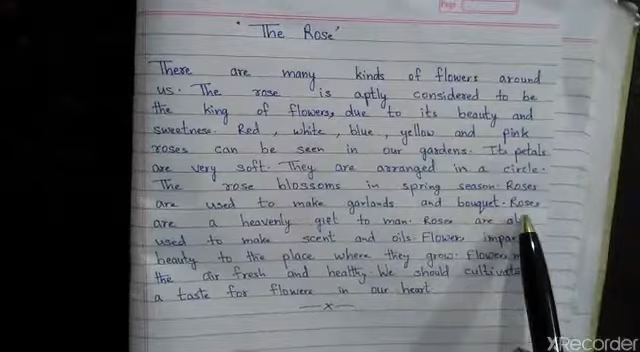 Page
'The Rose'
There are many kinds of flowers around
us. The rose is aptly considered to be
the king of flowers, due to its beauty and
sweetness. Red, white, blue, yellow and pink
roses can be seen in our gardens. Its petals
are very soft. They are arranged in a circle.
The rose blossoms in spring season. Roses
are used to make garlands and bouquet. Roses
are a heavenly giet to man. Roses are
used to make scent and oils. Flowers
beauty to the place where they grow. Flowers
the air fresh and healthy. We should cultivate
a taste for flowers in our heart
—x—
XRecorder